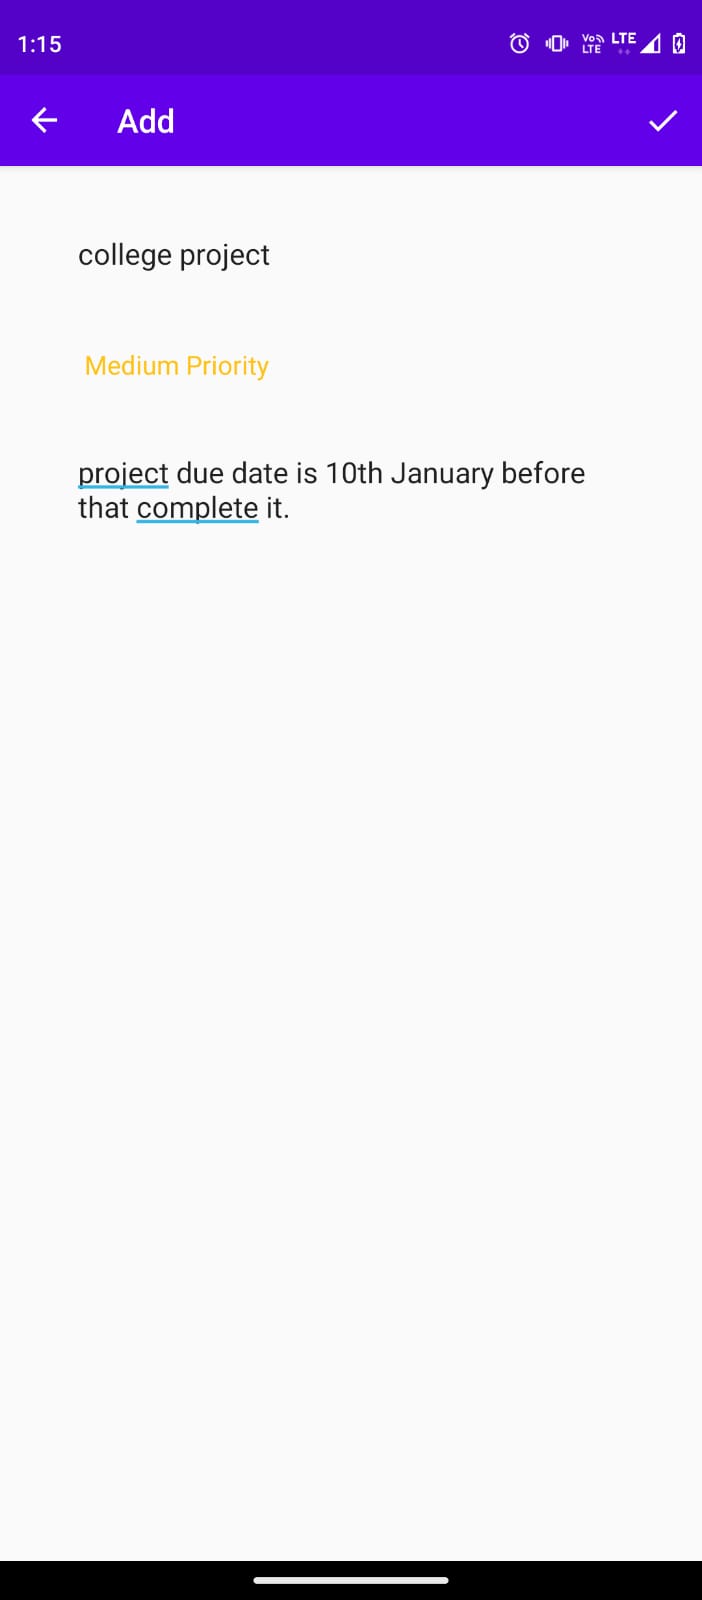 1:15 Vo LTE LTE
Add
college project
Medium Priority
project due date is 10th January before
that complete it.